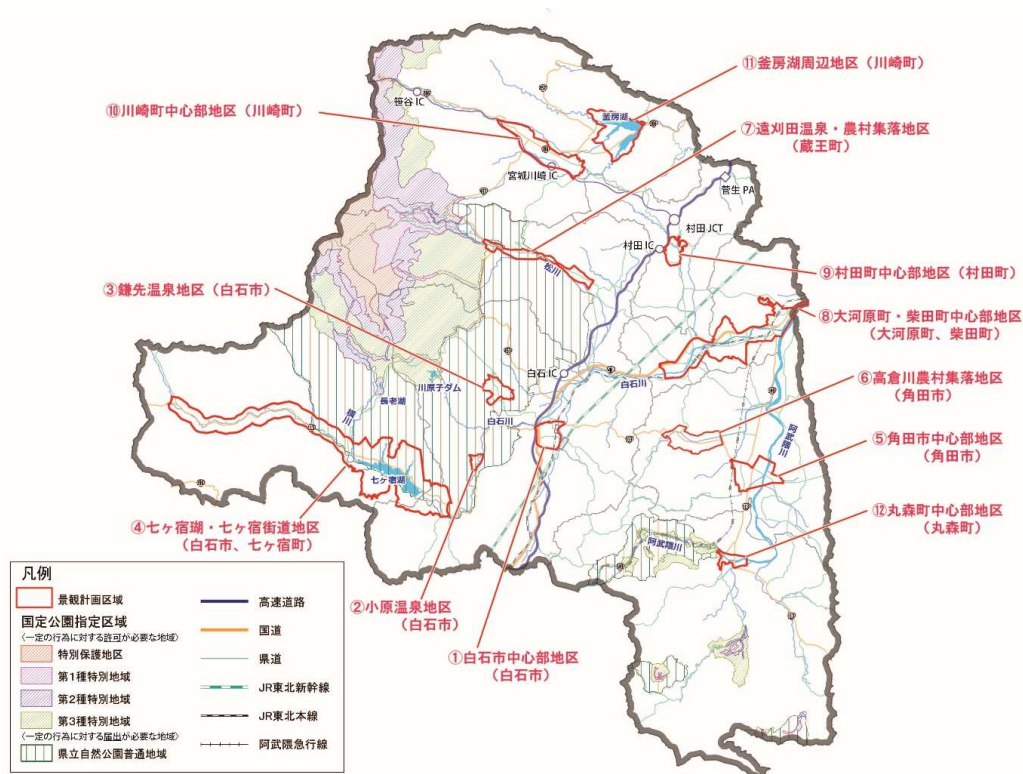 ⑪釜房湖周辺地区（川崎町）
⑩川崎町中心部地区（川崎町）
笹谷IC
釜房湖
⑦遠刈田温泉・農村集落地区
（蔵王町）
宮城川崎IC
菅生PA
村田JCT
村田IC
松川
⑨村田町中心部地区（村田町）
③鎌先温泉地区（白石市）
⑧大河原町・柴田町中心部地区
（大河原町、柴田町）
白石IC
白石川
川原子ダム
⑥高倉川農村集落地区
（角田市）
長老湖
白石川
横川
阿武隈川
⑤角田市中心部地区
（角田市）
七ヶ宿湖
④七ヶ宿瑚・七ヶ宿街道地区
（白石市、七ヶ宿町）
⑫丸森町中心部地区
（丸森町）
阿武隈川
②小原温泉地区
（白石市）
①白石市中心部地区
（白石市）
凡例
景観計画区域
国定公園指定区域
〈一定の行為に対する許可が必要な地域〉
特別保護地区
第1種特別地域
第2種特別地域
第3種特別地域
〈一定の行為に対する届出が必要な地域〉
県立自然公園普通地域
高速道路
国道
県道
JR東北新幹線
JR東北本線
阿武隈急行線